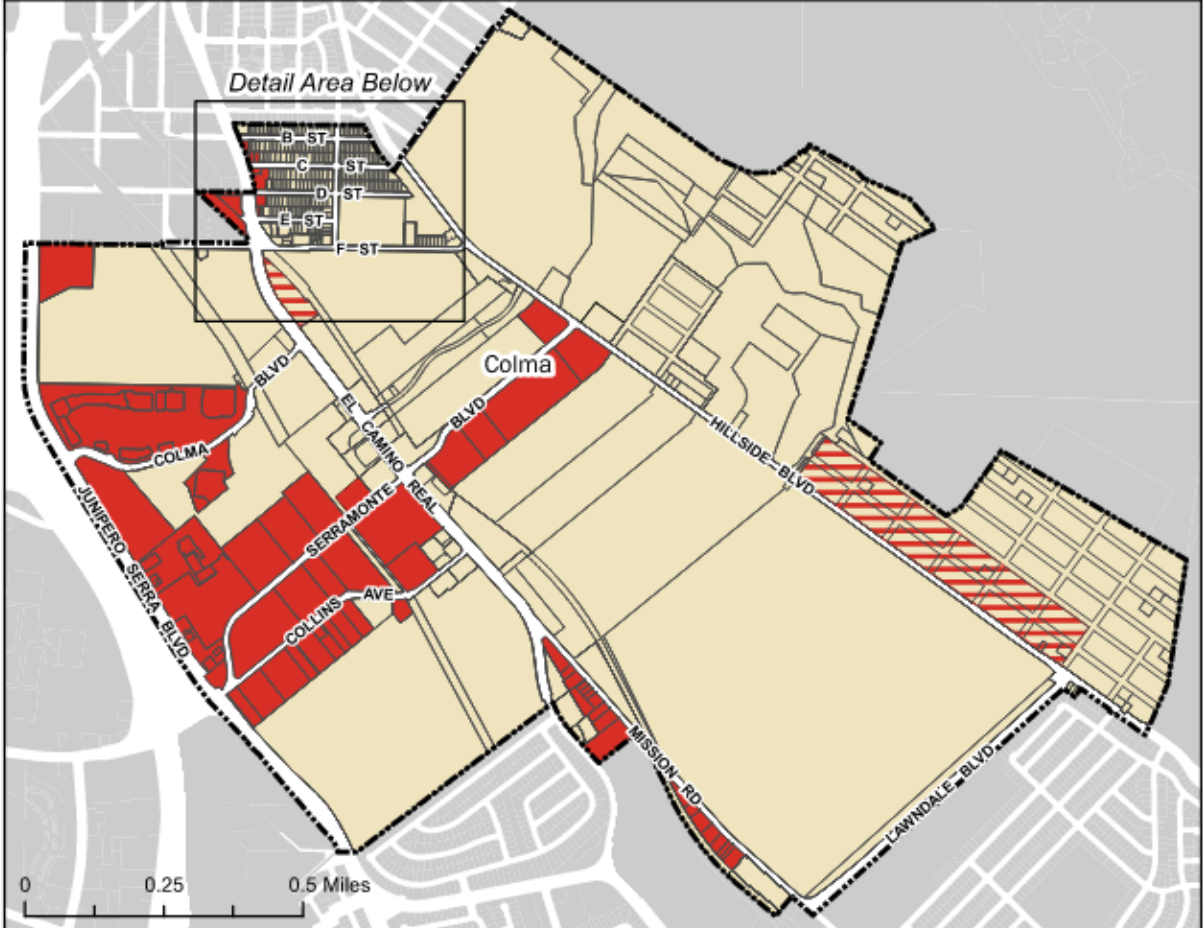 Detail Area Below
B ST
C ST
D ST
E ST
F ST
Colma
COLMA BLVD
EL CAMINO REAL
SERRAMONTE BLVD
HILLSIDE BLVD
JUNIPERO SERRA BLVD
COLLINS AVE
MISSION RD
LAWNDALE BLVD
0 0.25 0.5 Miles